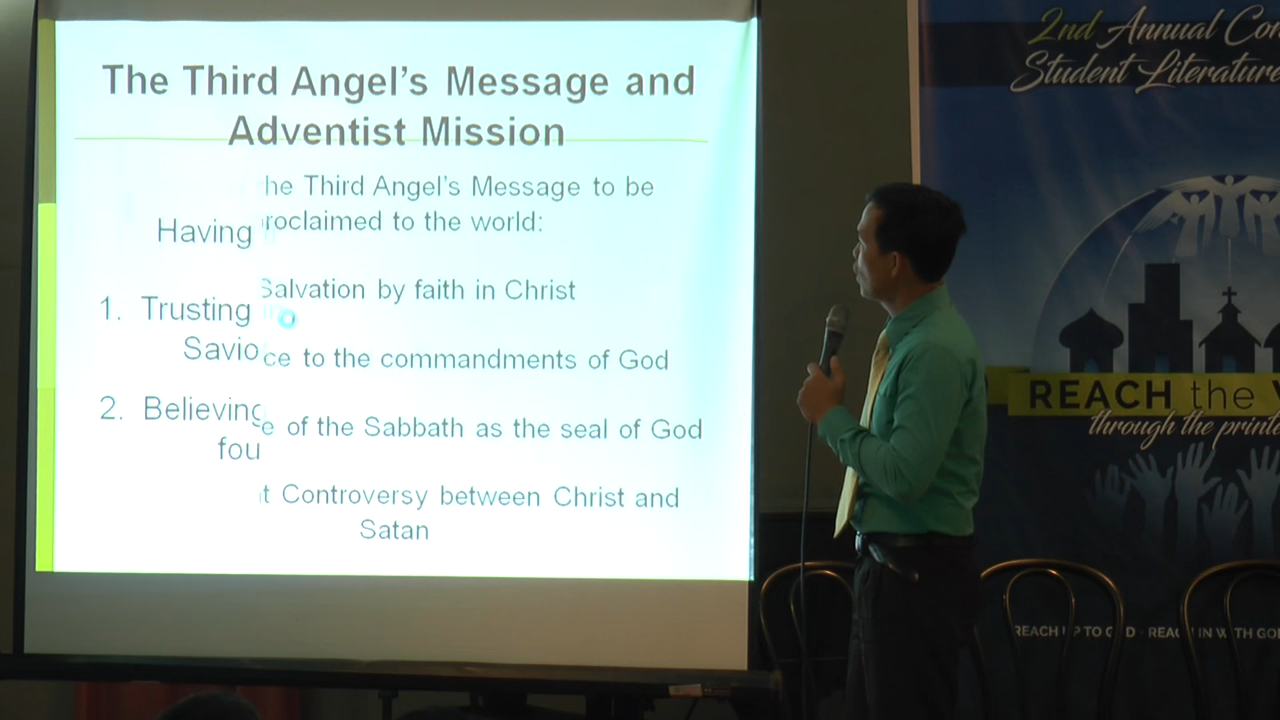 The Third Angel's Message and
Adventist Mission
he Third Angel's Message to be
roclaimed to the world:
Having
Salvation by faith in Christ
1. Trusting
Savio
ce to the commandments of God
2. Believing
e of the Sabbath as the seal of God
fou
t Controversy between Christ and
Satan
2nd Annual Con
Student Literature
REACH the
through the printe
REACH UP TO GOD · REACH IN WITH GOD